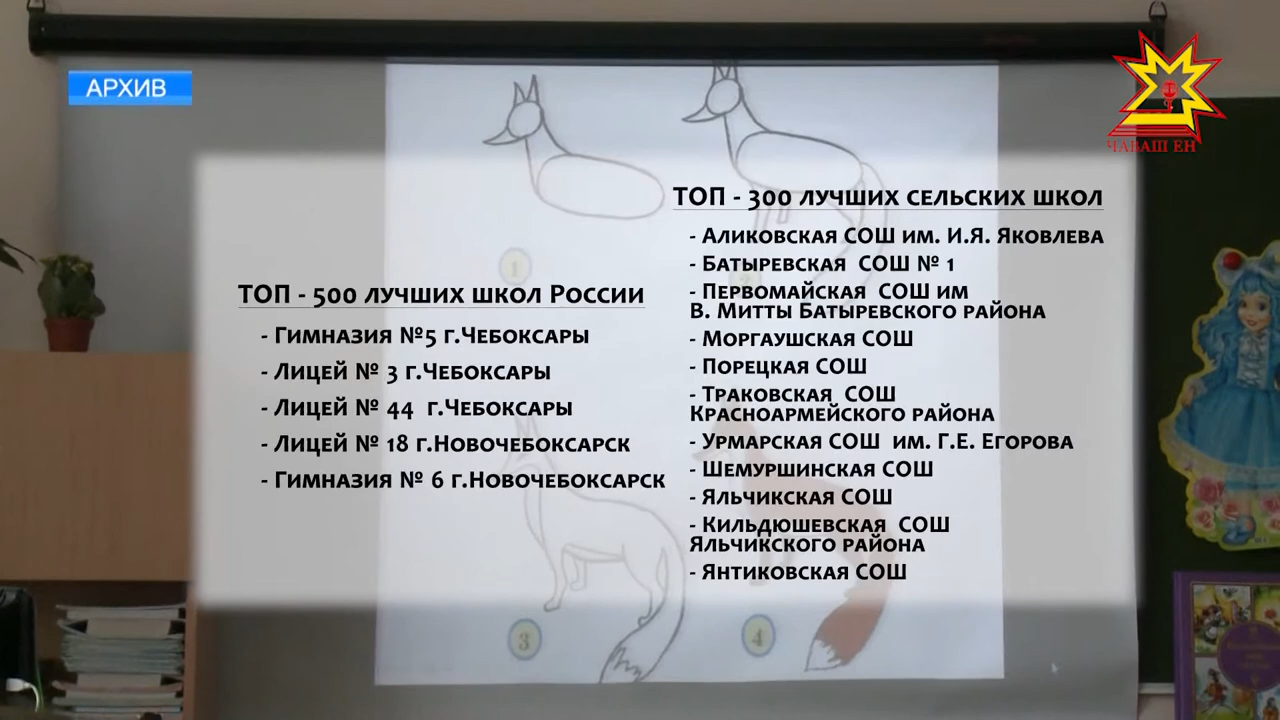 АРХИВ
ЧӐВАШ ЕН
ТОП - 500 ЛУЧШИХ ШКОЛ РОССИИ
- ГИМНАЗИЯ №5 Г.ЧЕБОКСАРЫ
- ЛИЦЕЙ № 3 Г.ЧЕБОКСАРЫ
- ЛИЦЕЙ № 44 Г.ЧЕБОКСАРЫ
- ЛИЦЕЙ № 18 Г.НОВОЧЕБОКСАРСК
- ГИМНАЗИЯ № 6 Г.НОВОЧЕБОКСАРСК
ТОП - 300 ЛУЧШИХ СЕЛЬСКИХ ШКОЛ
- АЛИКОВСКАЯ СОШ ИМ. И.Я. ЯКОВЛЕВА
- БАТЫРЕВСКАЯ СОШ № 1
- ПЕРВОМАЙСКАЯ СОШ ИМ
В. МИТТЫ БАТЫРЕВСКОГО РАЙОНА
- МОРГАУШСКАЯ СОШ
- ПОРЕЦКАЯ СОШ
- ТРАКОВСКАЯ СОШ
КРАСНОАРМЕЙСКОГО РАЙОНА
- УРМАРСКАЯ СОШ ИМ. Г.Е. ЕГОРОВА
- ШЕМУРШИНСКАЯ СОШ
- ЯЛЬЧИКСКАЯ СОШ
- КИЛЬДЮШЕВСКАЯ СОШ
ЯЛЬЧИКСКОГО РАЙОНА
- ЯНТИКОВСКАЯ СОШ
1
3
4